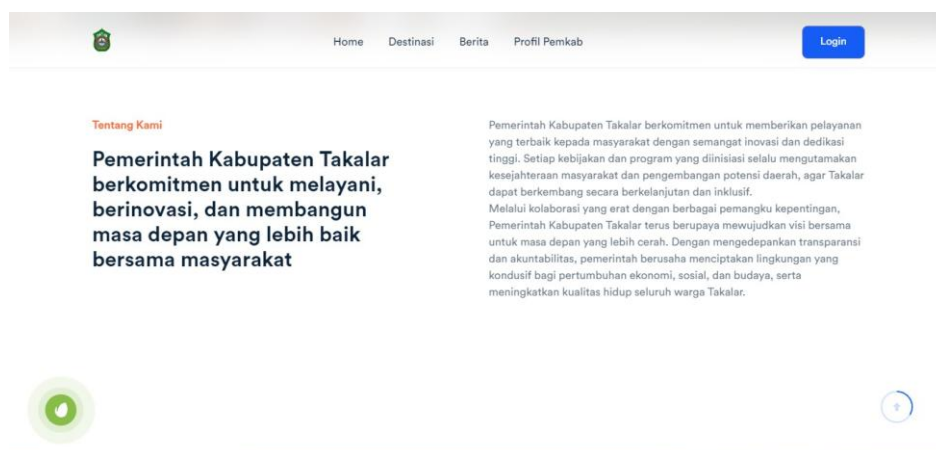 Home Destinasi Berita Profil Pemkab Login
Tentang Kami
Pemerintah Kabupaten Takalar
berkomitmen untuk melayani,
berinovasi, dan membangun
masa depan yang lebih baik
bersama masyarakat
Pemerintah Kabupaten Takalar berkomitmen untuk memberikan pelayanan
yang terbaik kepada masyarakat dengan semangat inovasi dan dedikasi
tinggi. Setiap kebijakan dan program yang diinisiasi selalu mengutamakan
kesejahteraan masyarakat dan pengembangan potensi daerah, agar Takalar
dapat berkembang secara berkelanjutan dan inklusif.
Melalui kolaborasi yang erat dengan berbagai pemangku kepentingan,
Pemerintah Kabupaten Takalar terus berupaya mewujudkan visi bersama
untuk masa depan yang lebih cerah. Dengan mengedepankan transparansi
dan akuntabilitas, pemerintah berusaha menciptakan lingkungan yang
kondusif bagi pertumbuhan ekonomi, sosial, dan budaya, serta
meningkatkan kualitas hidup seluruh warga Takalar.